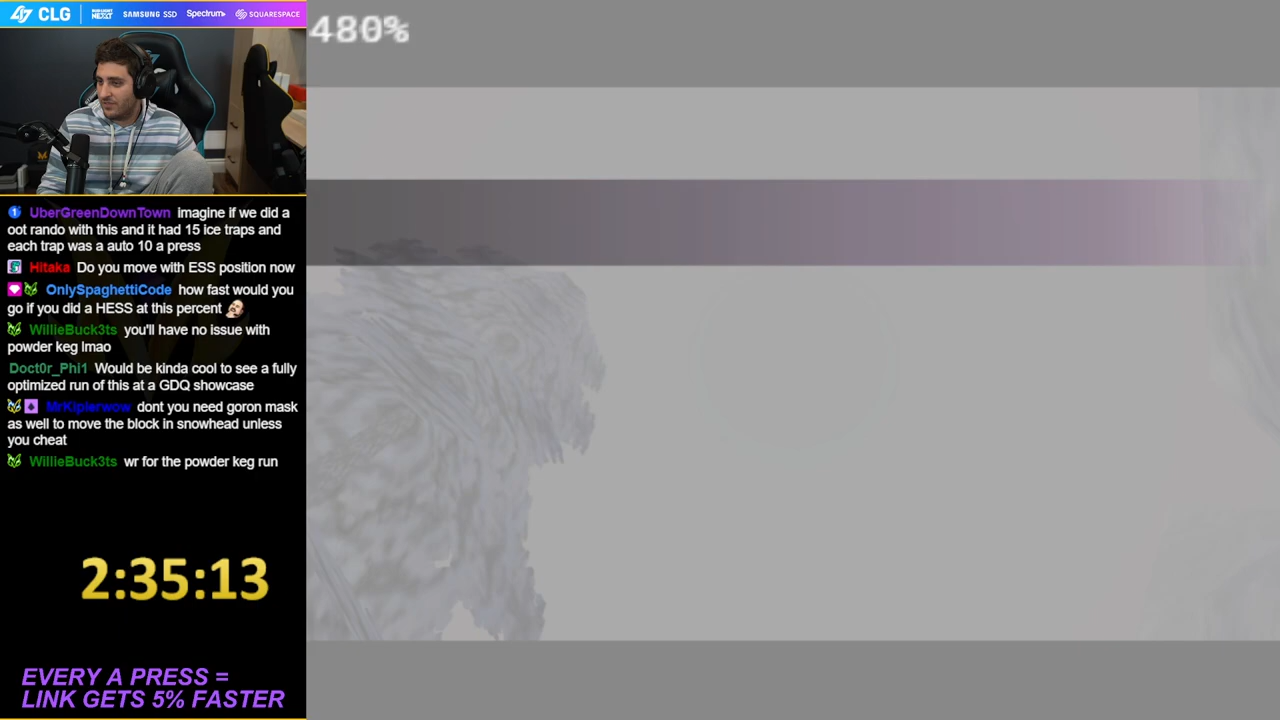 CLG BUD LIGHT NEXT SAMSUNG SSD Spectrum SQUARESPACE
480%
UberGreenDownTown imagine if we did a
oot rando with this and it had 15 ice traps and
each trap was a auto 10 a press
Hitaka Do you move with ESS position now
OnlySpaghettiCode how fast would you
go if you did a HESS at this percent
WillieBuck3ts you'll have no issue with
powder keg lmao
Doct0r_Phi1 Would be kinda cool to see a fully
optimized run of this at a GDQ showcase
MrKiplerwow dont you need goron mask
as well to move the block in snowhead unless
you cheat
WillieBuck3ts wr for the powder keg run
2:35:13
EVERY A PRESS =
LINK GETS 5% FASTER